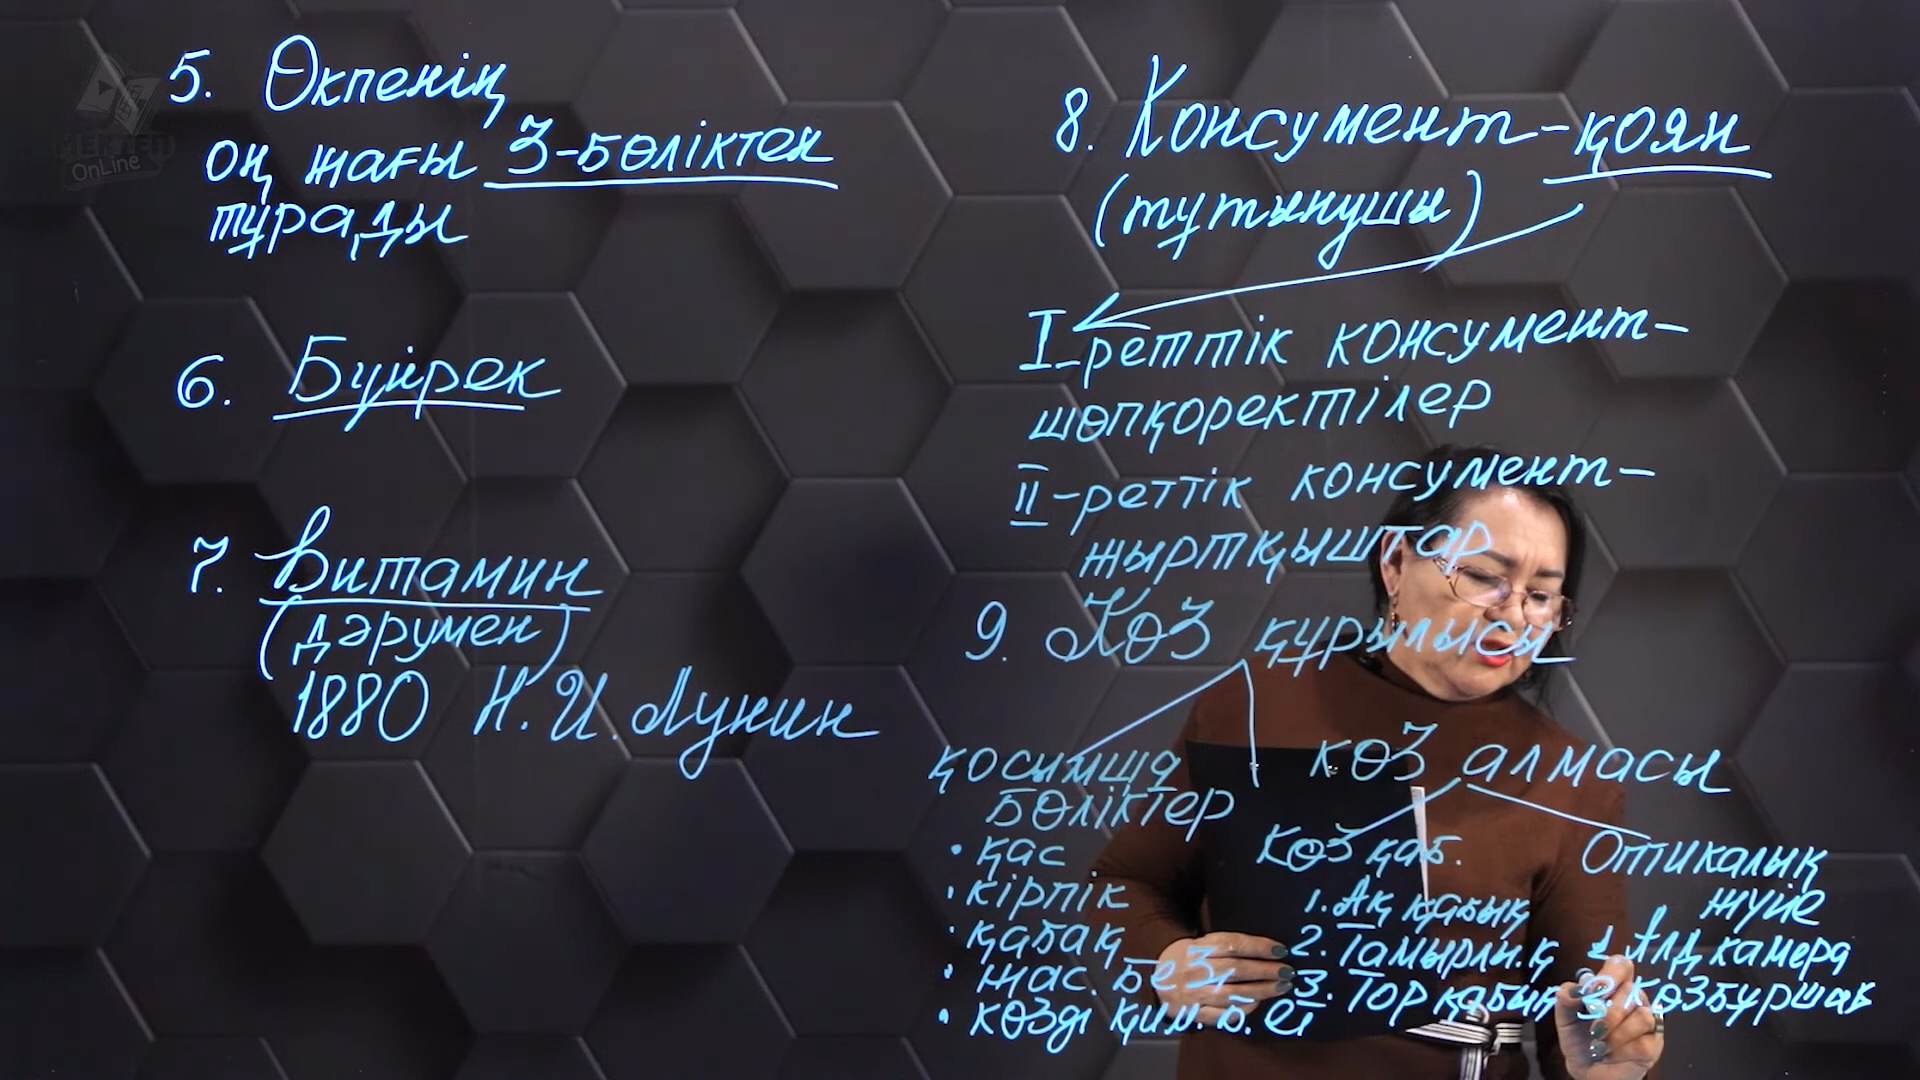 MEKTEP
OnLine
5. Өкпенің
оң жағы 3-бөліктен
тұрады
6. Бүйрек
7. Витамин
(дәрумен)
1880 Н. И. Лунин
8. Консумент-қоян
(тұтынушы)
I-реттік консумент-
шөпқоректілер
II-реттік консумент-
жыртқыштар
9. Көз құрылысы
қосымша
бөліктер
• қас
• кірпік
• қабақ
• жас. безі
• көзді қим. б. ет
көз алмасы
Көз қаб.
1. Ақ қабық
2. Тамырлы қ
3. Тор қабық
Оптикалық
жүйе
1. Алд камера
2. көзбұршақ
3